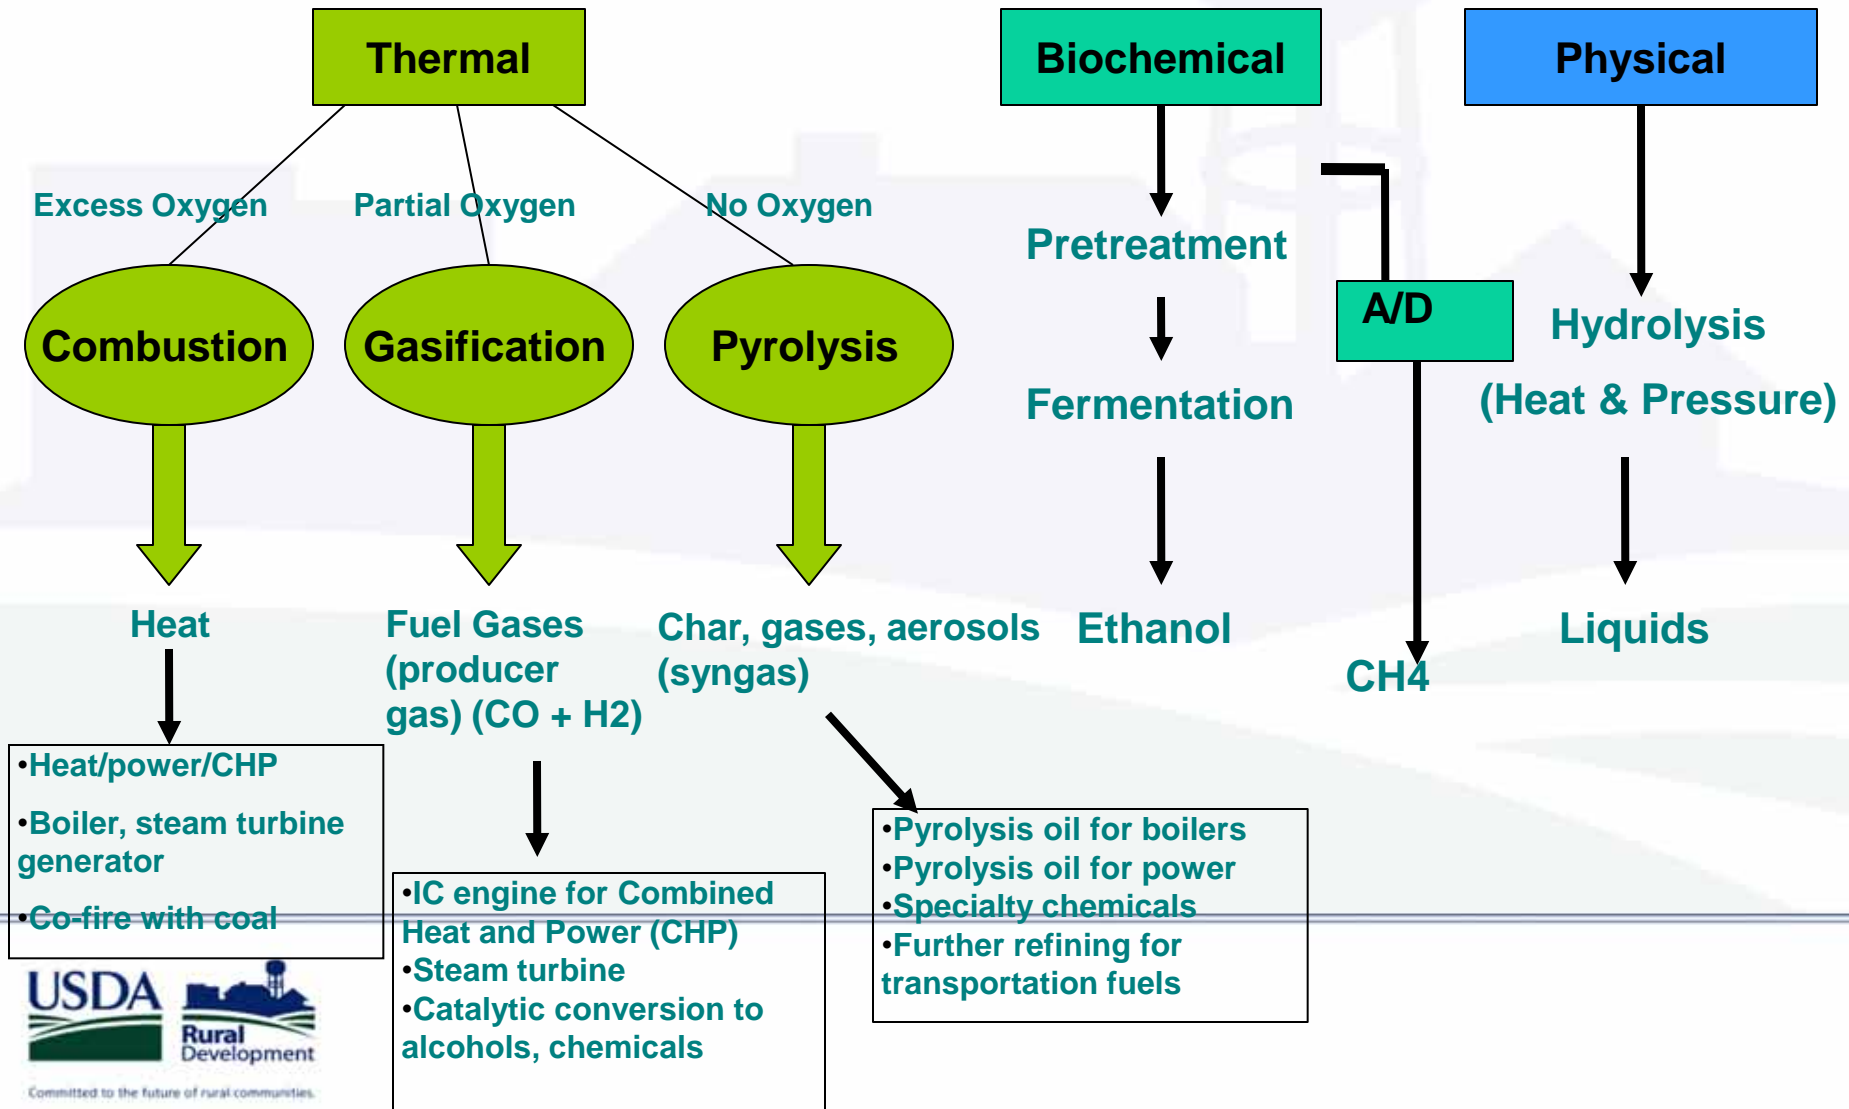 Thermal
Biochemical
Physical
Excess Oxygen
Partial Oxygen
No Oxygen
Combustion
Gasification
Pyrolysis
Pretreatment
Fermentation
A/D
Hydrolysis
(Heat & Pressure)
Heat
Fuel Gases
(producer
gas) (CO + H2)
Char, gases, aerosols
(syngas)
Ethanol
CH4
Liquids
•Heat/power/CHP
•Boiler, steam turbine
generator
•Co-fire with coal
•IC engine for Combined
Heat and Power (CHP)
•Steam turbine
•Catalytic conversion to
alcohols, chemicals
•Pyrolysis oil for boilers
•Pyrolysis oil for power
•Specialty chemicals
•Further refining for
transportation fuels
USDA
Rural
Development
Committed to the future of rural communities.